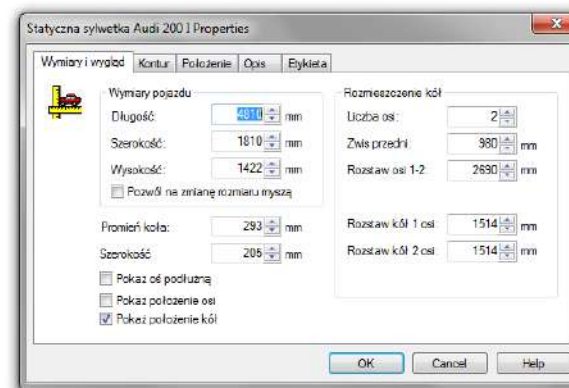 Statyczna sylwetka Audi 200 I Properties
Wymiary i wygląd Kontur Położenie Opis Etykieta
Wymiary pojazdu
Długość: 4810 mm
Szerokość: 1810 mm
Wysokość: 1422 mm
Pozwól na zmianę rozmiaru myszą
Promień koła: 293 mm
Szerokość 205 mm
Pokaż oś podłużną
Pokaż położenie osi
Pokaż położenie kół
Rozmieszczenie kół
Liczba osi: 2
Zwis przedni: 980 mm
Rozstaw osi 1-2: 2690 mm
Rozstaw kół 1 osi: 1514 mm
Rozstaw kół 2 osi: 1514 mm
OK Cancel Help